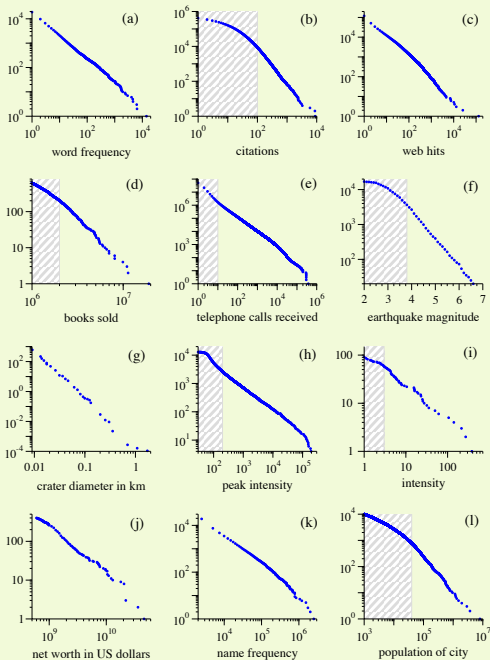 (a)
10^4
10^2
10^0
10^0 10^2 10^4
word frequency
(b)
10^6
10^5
10^4
10^3
10^2
10^1
10^0
10^0 10^2 10^4
citations
(c)
10^4
10^2
10^0
10^0 10^2 10^4
web hits
(d)
100
10
1
10^6 10^7
books sold
(e)
10^6
10^3
10^0
10^0 10^2 10^4 10^6
telephone calls received
(f)
10^4
10^3
10^2
2 3 4 5 6 7
earthquake magnitude
(g)
10^2
10^0
10^-2
10^-4
0.01 0.1 1
crater diameter in km
(h)
10^4
10^3
10^2
10^1
10^2 10^3 10^4 10^5
peak intensity
(i)
100
10
1
1 10 100
intensity
(j)
100
10
1
10^9 10^10
net worth in US dollars
(k)
10^4
10^2
10^0
10^4 10^5 10^6
name frequency
(l)
10^4
10^2
10^0
10^3 10^5 10^7
population of city